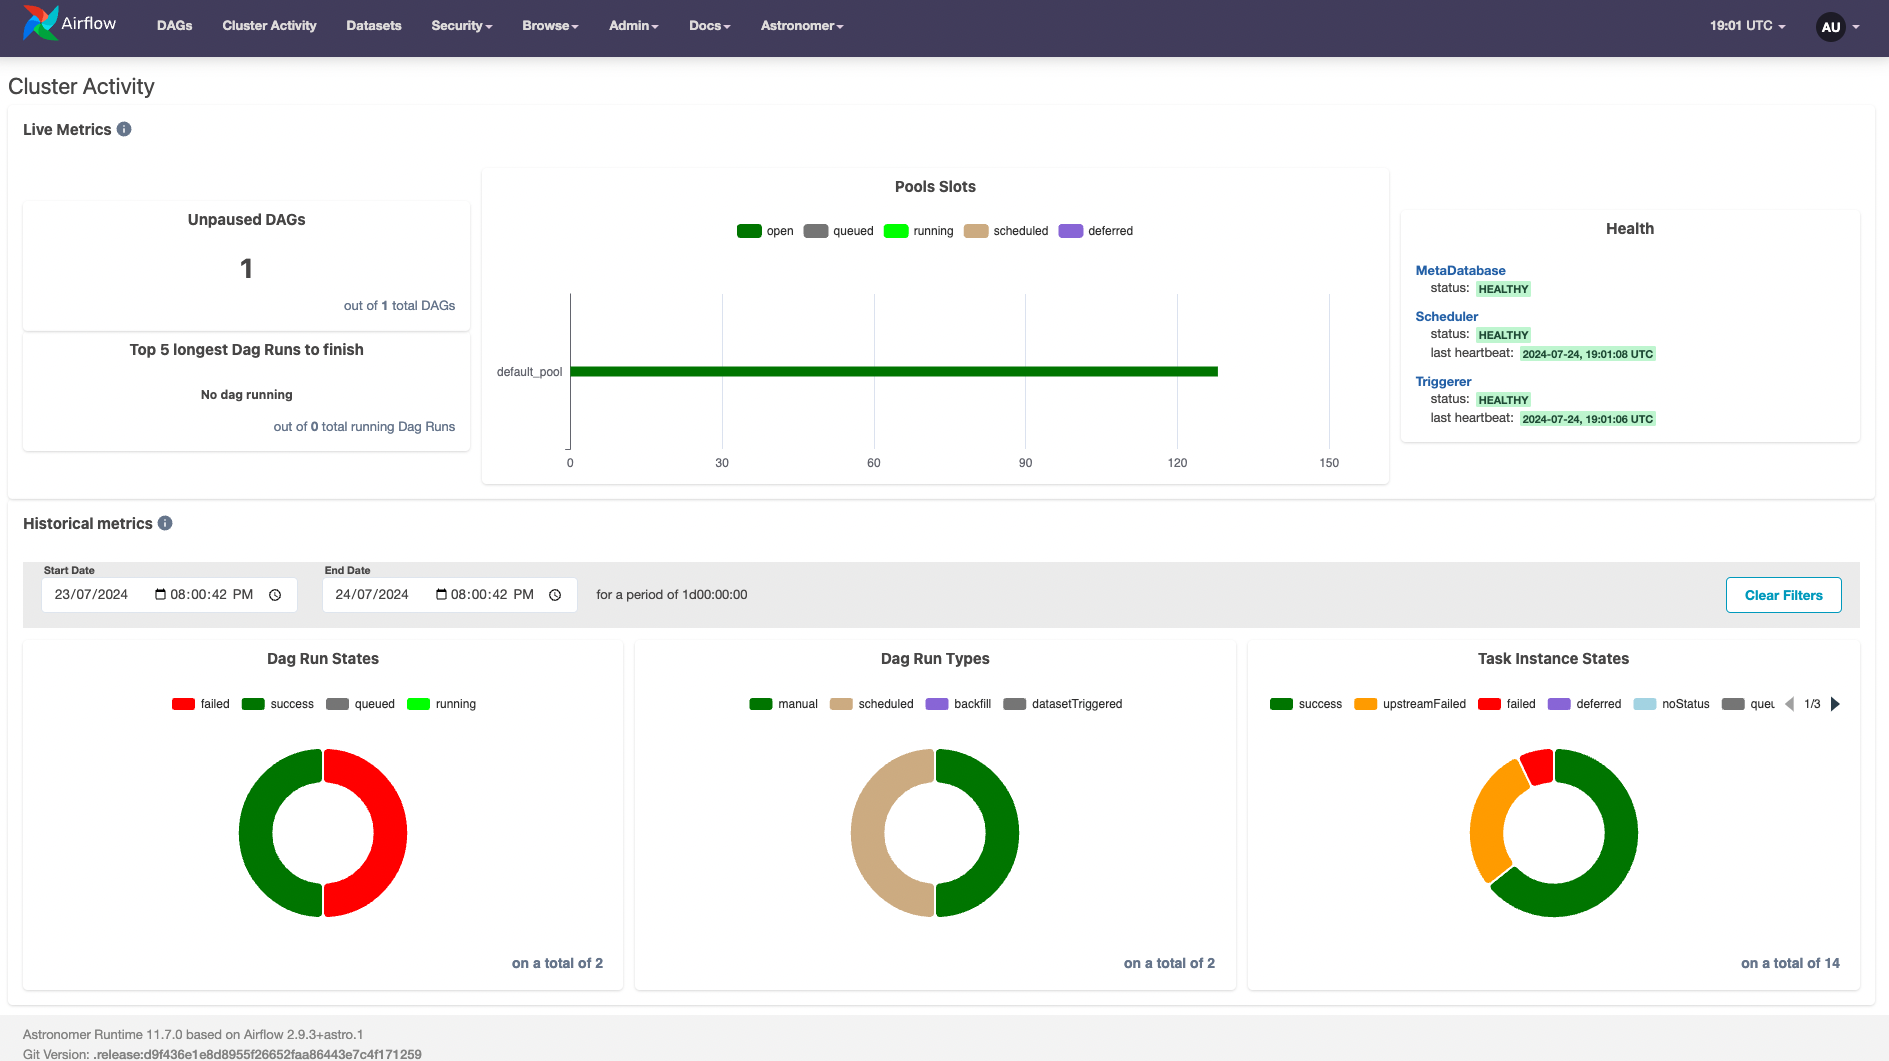 Airflow DAGs Cluster Activity Datasets Security Browse Admin Docs Astronomer 19:01 UTC AU
Cluster Activity
Live Metrics
Unpaused DAGs
1
out of 1 total DAGs
Top 5 longest Dag Runs to finish
No dag running
out of 0 total running Dag Runs
Pools Slots
open queued running scheduled deferred
default_pool
0 30 60 90 120 150
Health
MetaDatabase
status: HEALTHY
Scheduler
status: HEALTHY
last heartbeat: 2024-07-24, 19:01:08 UTC
Triggerer
status: HEALTHY
last heartbeat: 2024-07-24, 19:01:06 UTC
Historical metrics
Start Date End Date
23/07/2024 08:00:42 PM 24/07/2024 08:00:42 PM for a period of 1d00:00:00 Clear Filters
Dag Run States
failed success queued running
on a total of 2
Dag Run Types
manual scheduled backfill datasetTriggered
on a total of 2
Task Instance States
success upstreamFailed failed deferred noStatus queu 1/3
on a total of 14
Astronomer Runtime 11.7.0 based on Airflow 2.9.3+astro.1
Git Version: .release:d9f436e1e8d8955f26652faa86443e7c4f171259